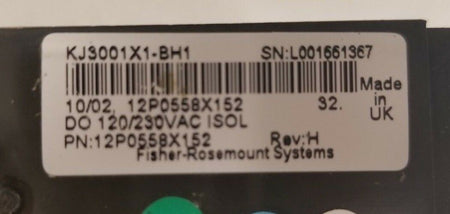 KJ3001X1-BH1 SN:L001661367
10/02, 12P0558X152 32.
Made
in
UK
DO 120/230VAC ISOL
PN:12P0558X152 Rev:H
Fisher-Rosemount Systems